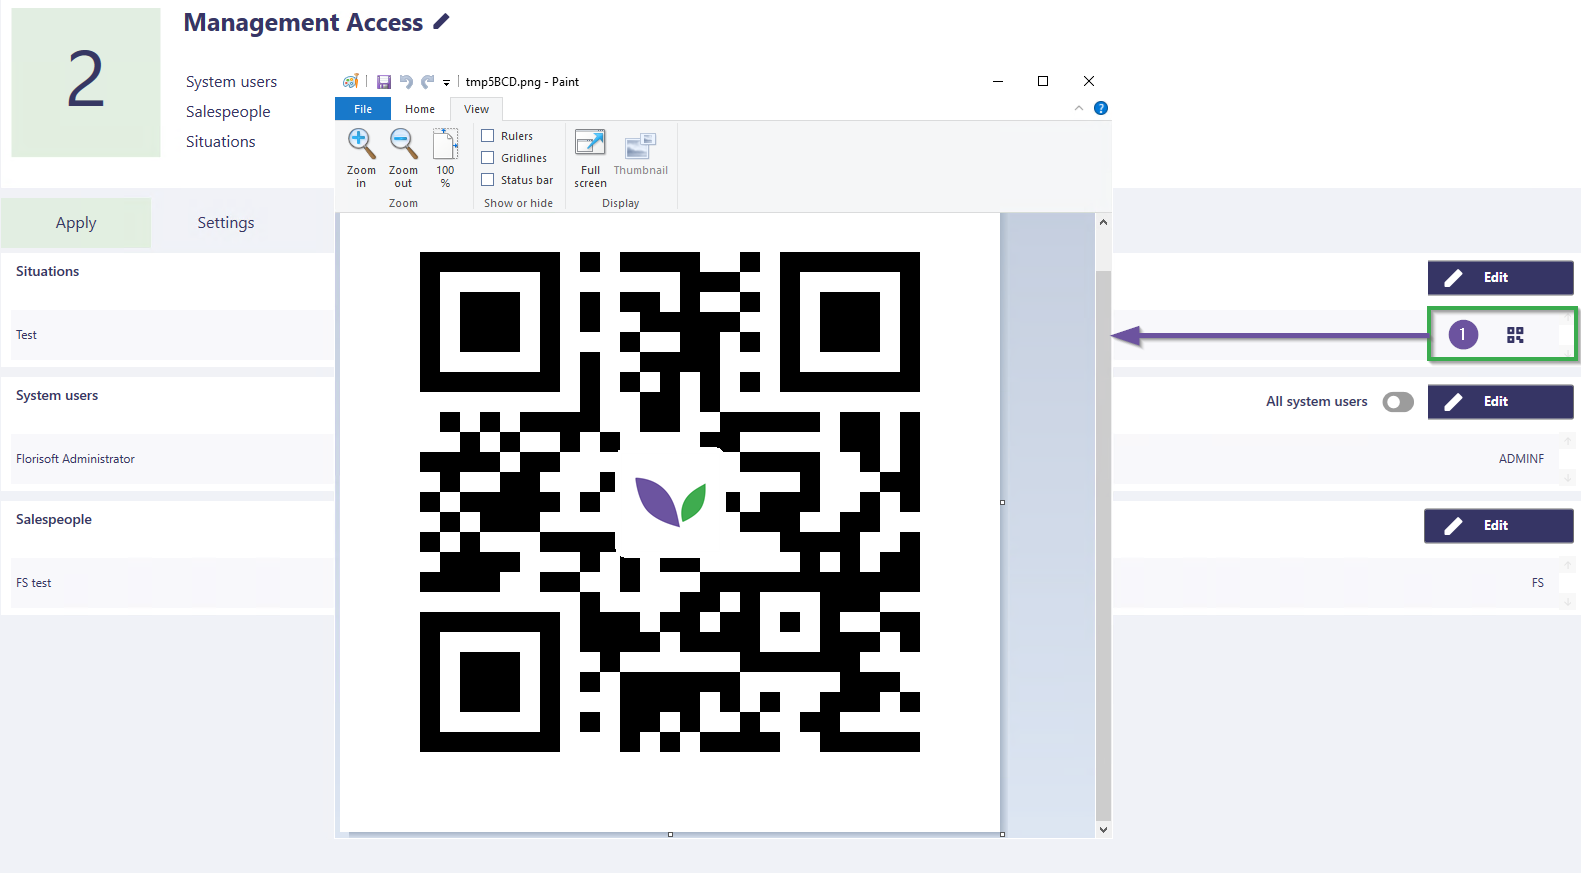 2
Management Access
System users
Salespeople
Situations
tmp5BCD.png - Paint
File Home View
?
Zoom in
Zoom out
100 %
Rulers
Gridlines
Status bar
Full screen
Thumbnail
Zoom
Show or hide
Display
Apply Settings
Situations
Edit
Test
1
System users
All system users
Edit
Florisoft Administrator
ADMINF
Salespeople
Edit
FS test
FS